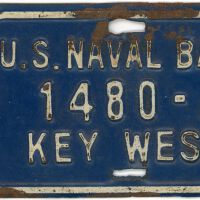 U.S. NAVAL BA
1480-
KEY WES